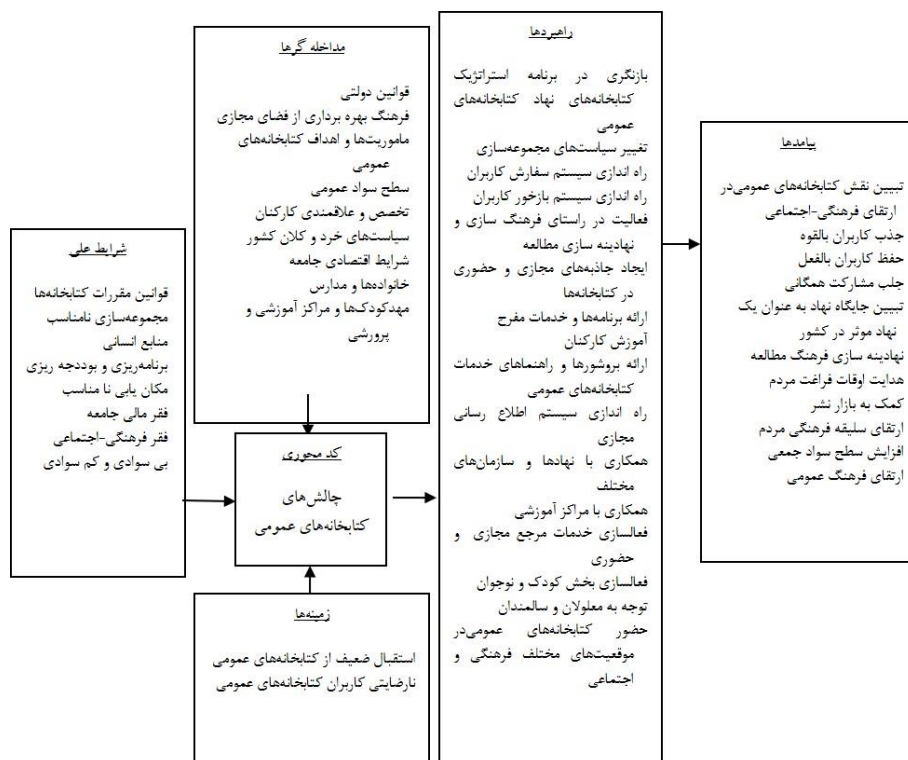 مداخله گرها
قوانین دولتی
فرهنگ بهره برداری از فضای مجازی
ماموریت‌ها و اهداف کتابخانه‌های
عمومی
سطح سواد عمومی
تخصص و علاقمندی کارکنان
سیاست‌های خرد و کلان کشور
شرایط اقتصادی جامعه
خانواده‌ها و مدارس
مهدکودک‌ها و مراکز آموزشی و
پرورشی
شرایط علی
قوانین مقررات کتابخانه‌ها
مجموعه‌سازی نامناسب
منابع انسانی
برنامه‌ریزی و بوددجه ریزی
مکان یابی نا مناسب
فقر مالی جامعه
فقر فرهنگی-اجتماعی
بی سوادی و کم سوادی
کد محوری
چالش‌های
کتابخانه‌های عمومی
زمینه‌ها
استقبال ضعیف از کتابخانه‌های عمومی
نارضایتی کاربران کتابخانه‌های عمومی
راهبردها
بازنگری در برنامه استراتژیک
کتابخانه‌های نهاد کتابخانه‌های
عمومی
تغییر سیاست‌های مجموعه‌سازی
راه اندازی سیستم سفارش کاربران
راه اندازی سیستم بازخور کاربران
فعالیت در راستای فرهنگ سازی و
نهادینه سازی مطالعه
ایجاد جاذبه‌های مجازی و حضوری
در کتابخانه‌ها
ارائه برنامه‌ها و خدمات مفرح
آموزش کارکنان
ارائه بروشورها و راهنماهای خدمات
کتابخانه‌های عمومی
راه اندازی سیستم اطلاع رسانی
مجازی
همکاری با نهادها و سازمان‌های
مختلف
همکاری با مراکز آموزشی
فعالسازی خدمات مرجع مجازی و
حضوری
فعالسازی بخش کودک و نوجوان
توجه به معلولان و سالمندان
حضور کتابخانه‌های عمومی‌در
موقعیت‌های مختلف فرهنگی و
اجتماعی
پیامدها
تبیین نقش کتابخانه‌های عمومی‌در
ارتقای فرهنگی-اجتماعی
جذب کاربران بالقوه
حفظ کاربران بالفعل
جلب مشارکت همگانی
تبیین جایگاه نهاد به عنوان یک
نهاد موثر در کشور
نهادینه سازی فرهنگ مطالعه
هدایت اوقات فراغت مردم
کمک به بازار نشر
ارتقای سلیقه فرهنگی مردم
افزایش سطح سواد جمعی
ارتقای فرهنگ عمومی